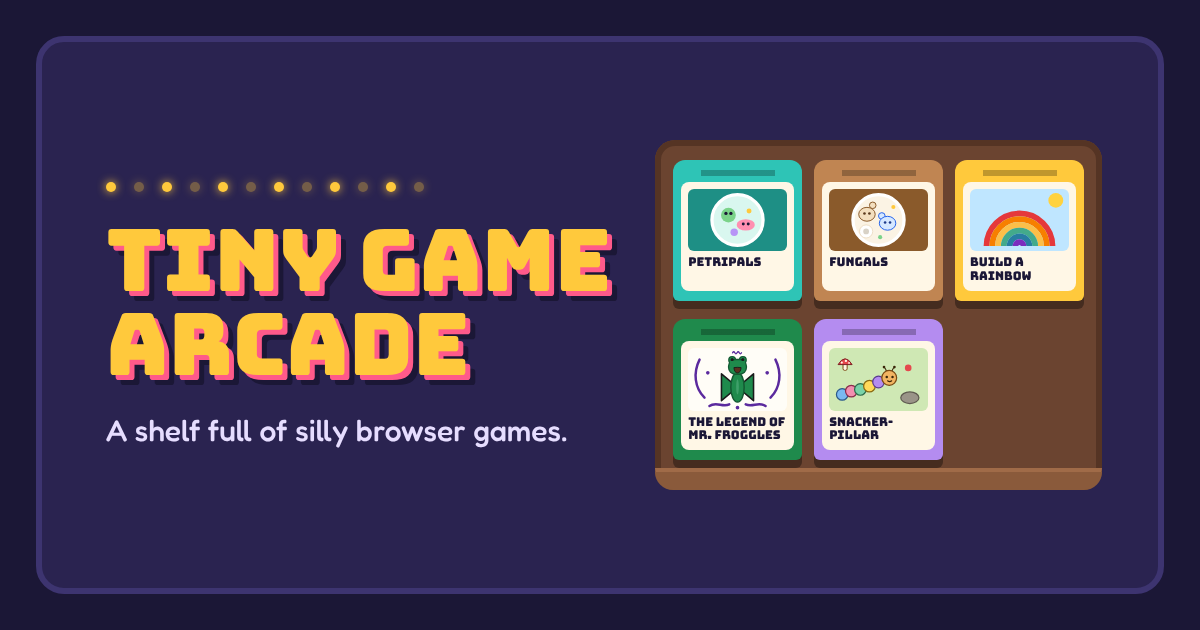 TINY GAME
ARCADE
A shelf full of silly browser games.
PETRIPALS
FUNGALS
BUILD A
RAINBOW
THE LEGEND OF
MR. FROGGLES
SNACKER-
PILLAR